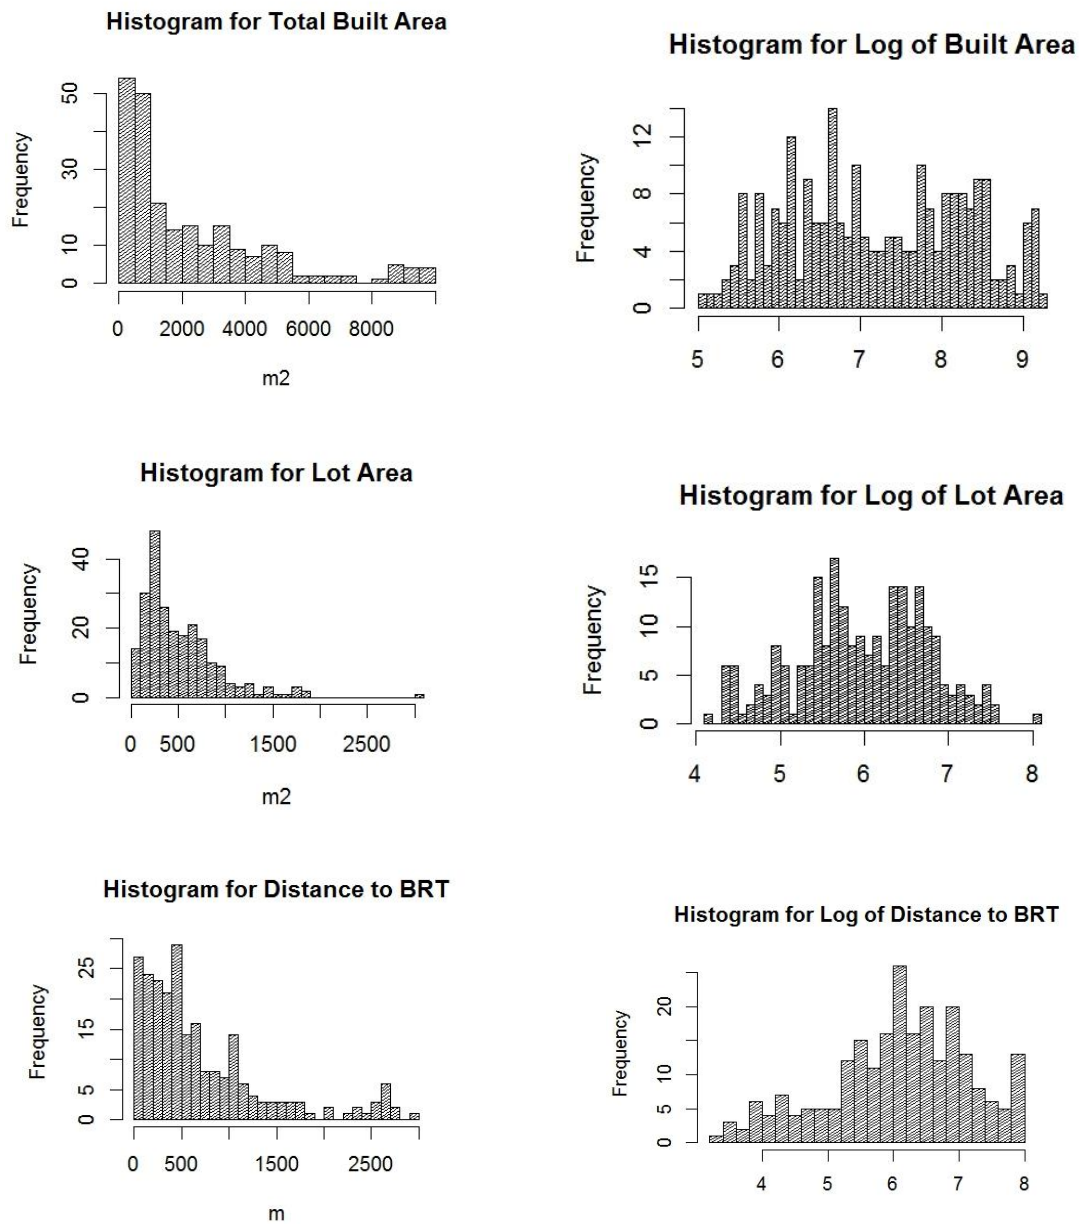 Histogram for Total Built Area
Frequency
50
30
10
0
0 2000 4000 6000 8000
m2
Histogram for Log of Built Area
Frequency
12
8
4
0
5 6 7 8 9
Histogram for Lot Area
Frequency
40
20
0
0 500 1500 2500
m2
Histogram for Log of Lot Area
Frequency
15
10
5
0
4 5 6 7 8
Histogram for Distance to BRT
Frequency
25
15
5
0
0 500 1500 2500
m
Histogram for Log of Distance to BRT
Frequency
20
10
5
0
4 5 6 7 8